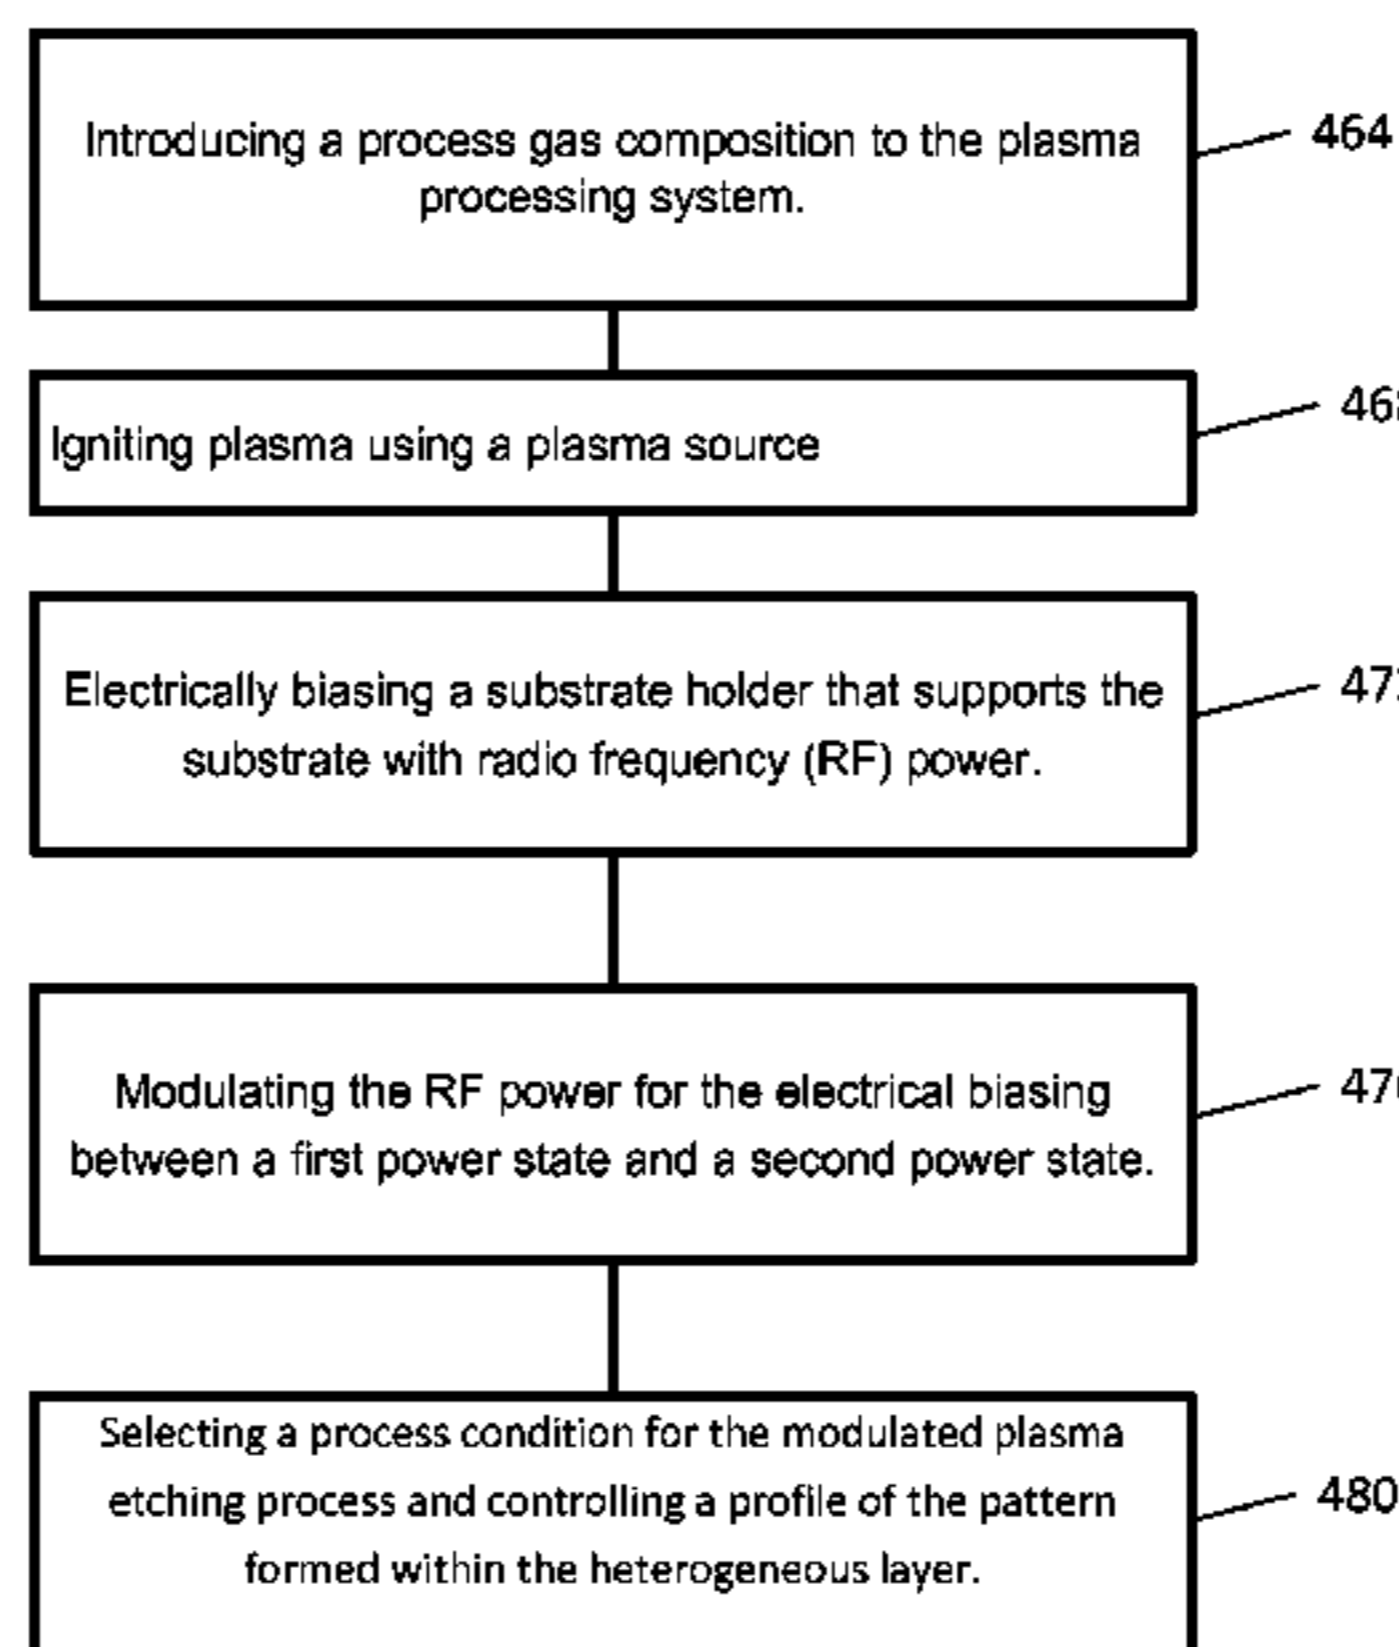 Introducing a process gas composition to the plasma
processing system.
464
Igniting plasma using a plasma source
Electrically biasing a substrate holder that supports the
substrate with radio frequency (RF) power.
Modulating the RF power for the electrical biasing
between a first power state and a second power state.
Selecting a process condition for the modulated plasma
etching process and controlling a profile of the pattern
formed within the heterogeneous layer.
480